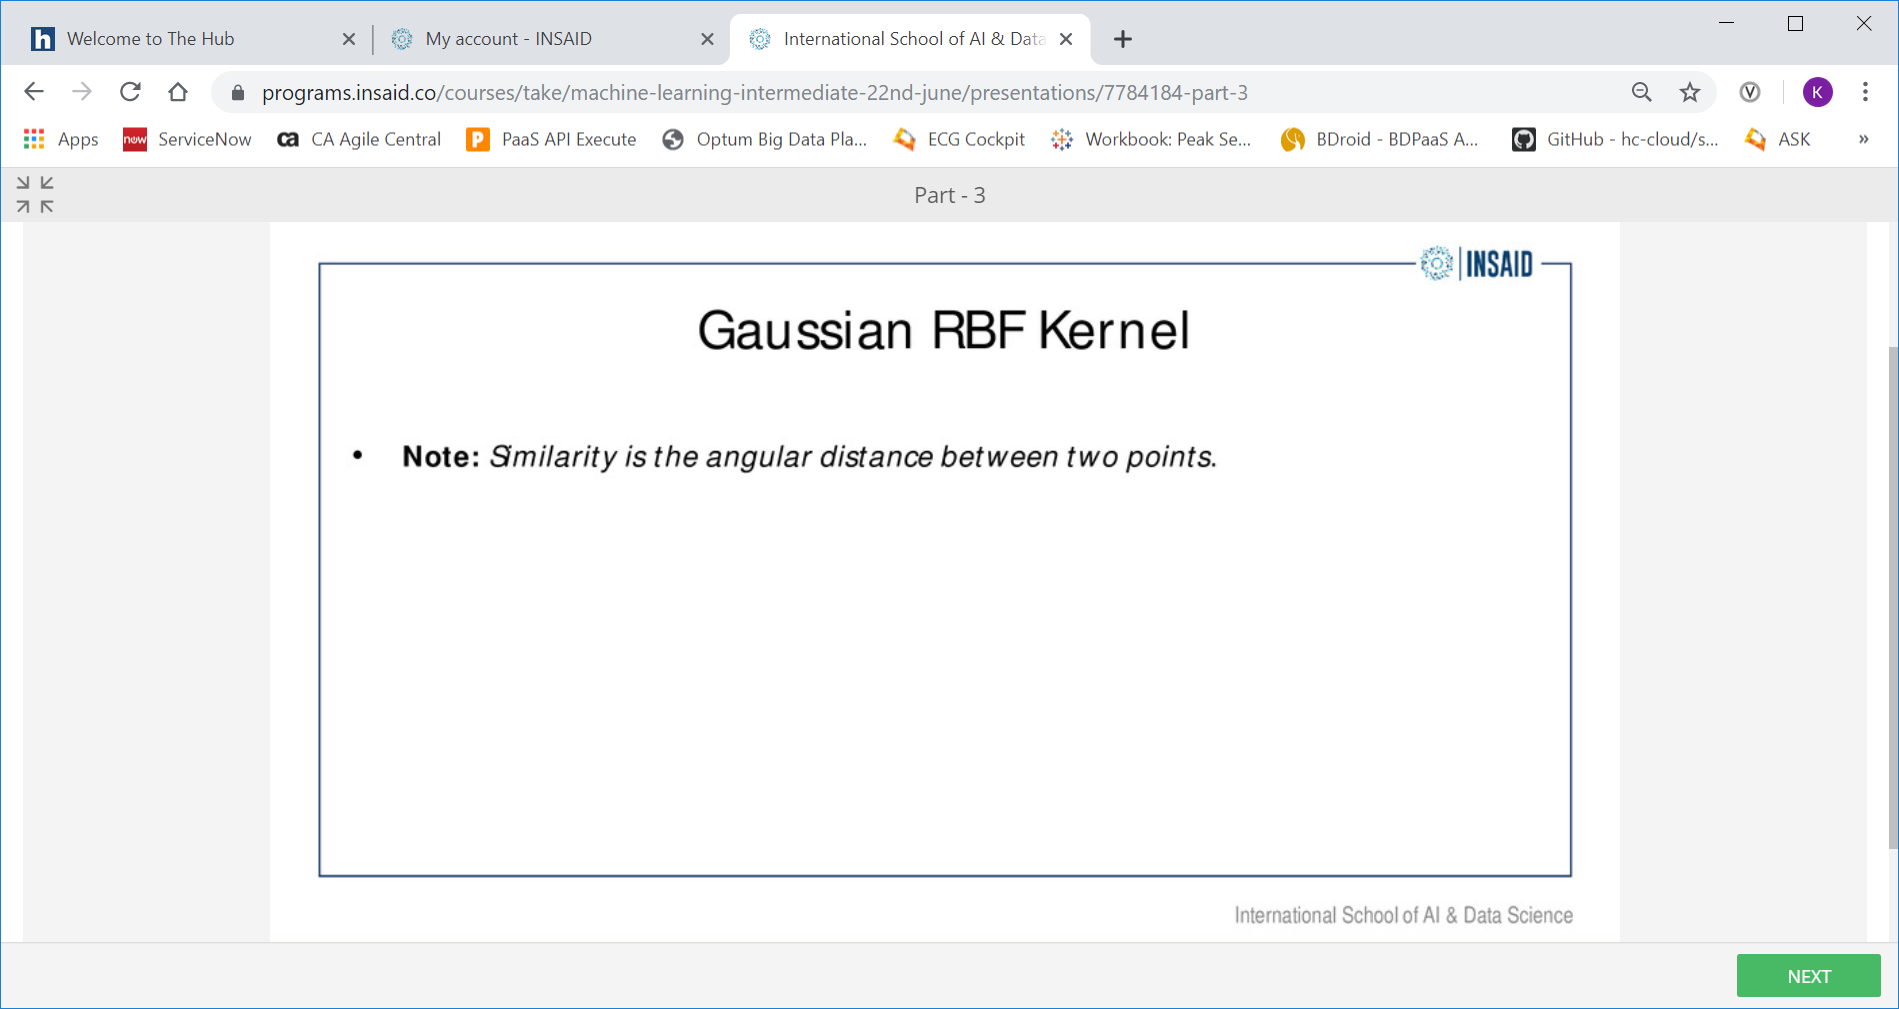 h Welcome to The Hub
My account - INSAID
International School of AI & Data
programs.insaid.co/courses/take/machine-learning-intermediate-22nd-june/presentations/7784184-part-3
V
K
Apps
now ServiceNow
ca CA Agile Central
P PaaS API Execute
Optum Big Data Pla...
ECG Cockpit
Workbook: Peak Se...
BDroid - BDPaaS A...
GitHub - hc-cloud/s...
ASK
»
Part - 3
INSAID
Gaussian RBF Kernel
• Note: Similarity is the angular distance between two points.
International School of AI & Data Science
NEXT